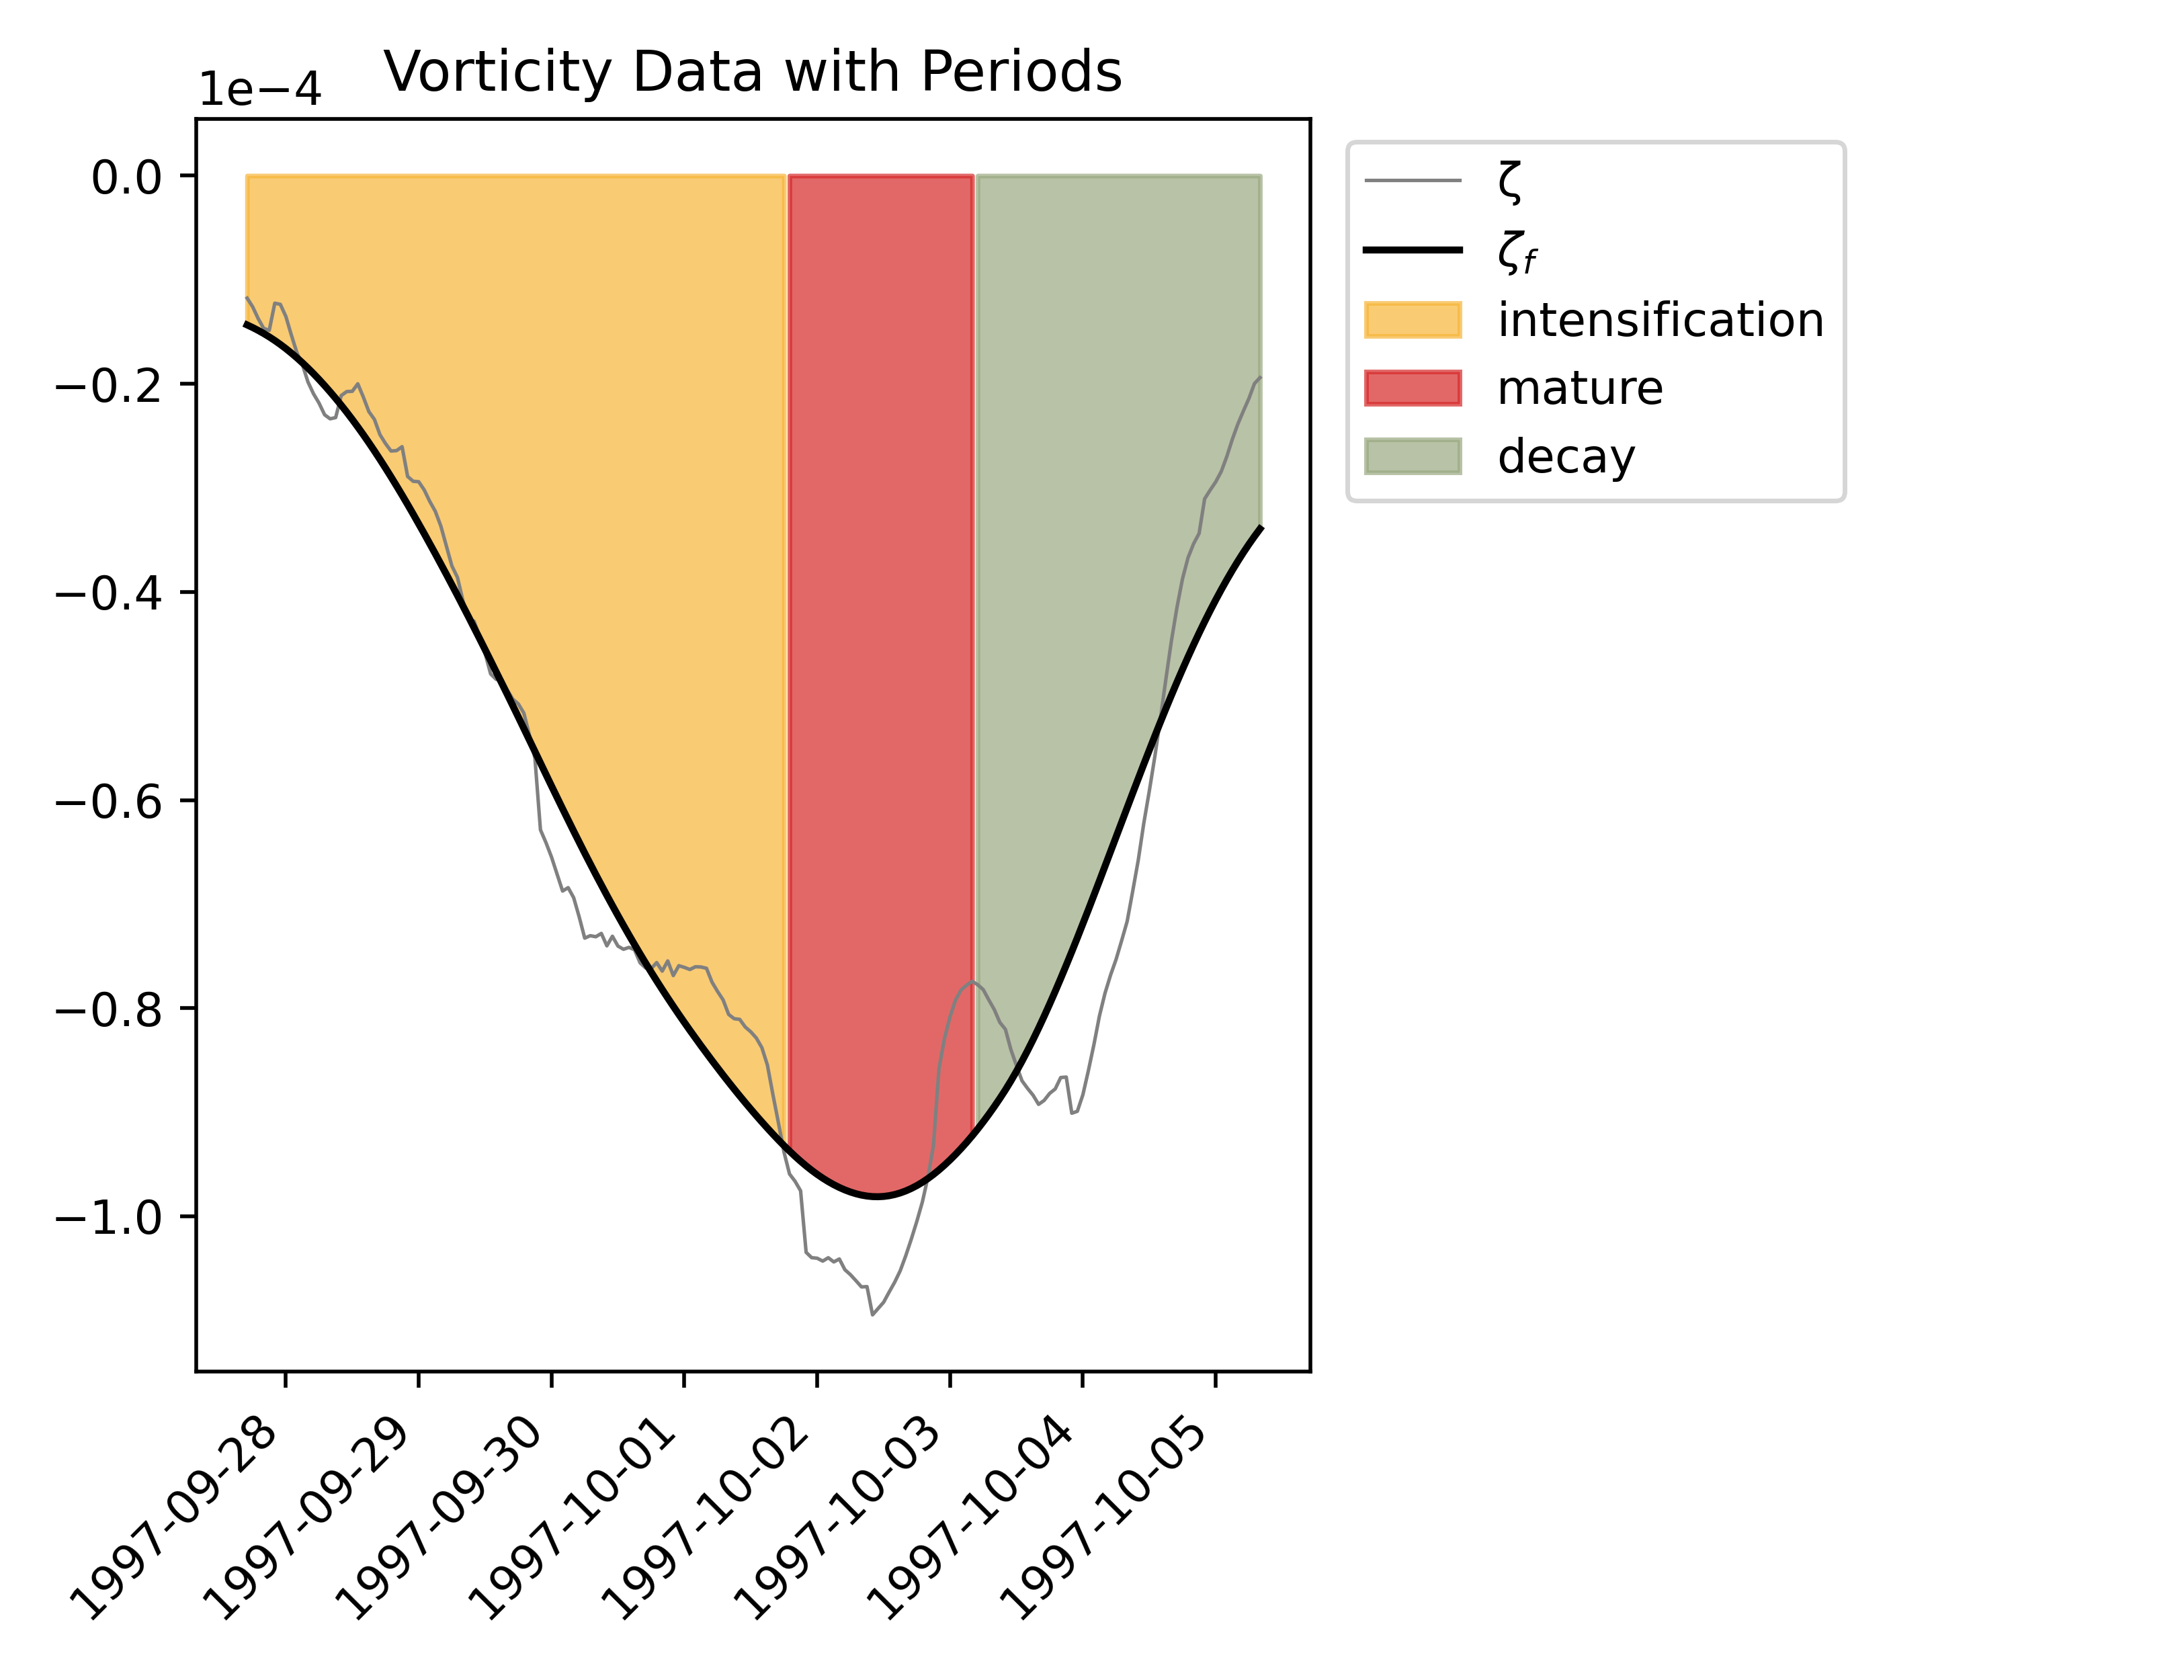 Vorticity Data with Periods
1e−4
0.0
−0.2
−0.4
−0.6
−0.8
−1.0
1997-09-28
1997-09-29
1997-09-30
1997-10-01
1997-10-02
1997-10-03
1997-10-04
1997-10-05
ζ
ζf
intensification
mature
decay